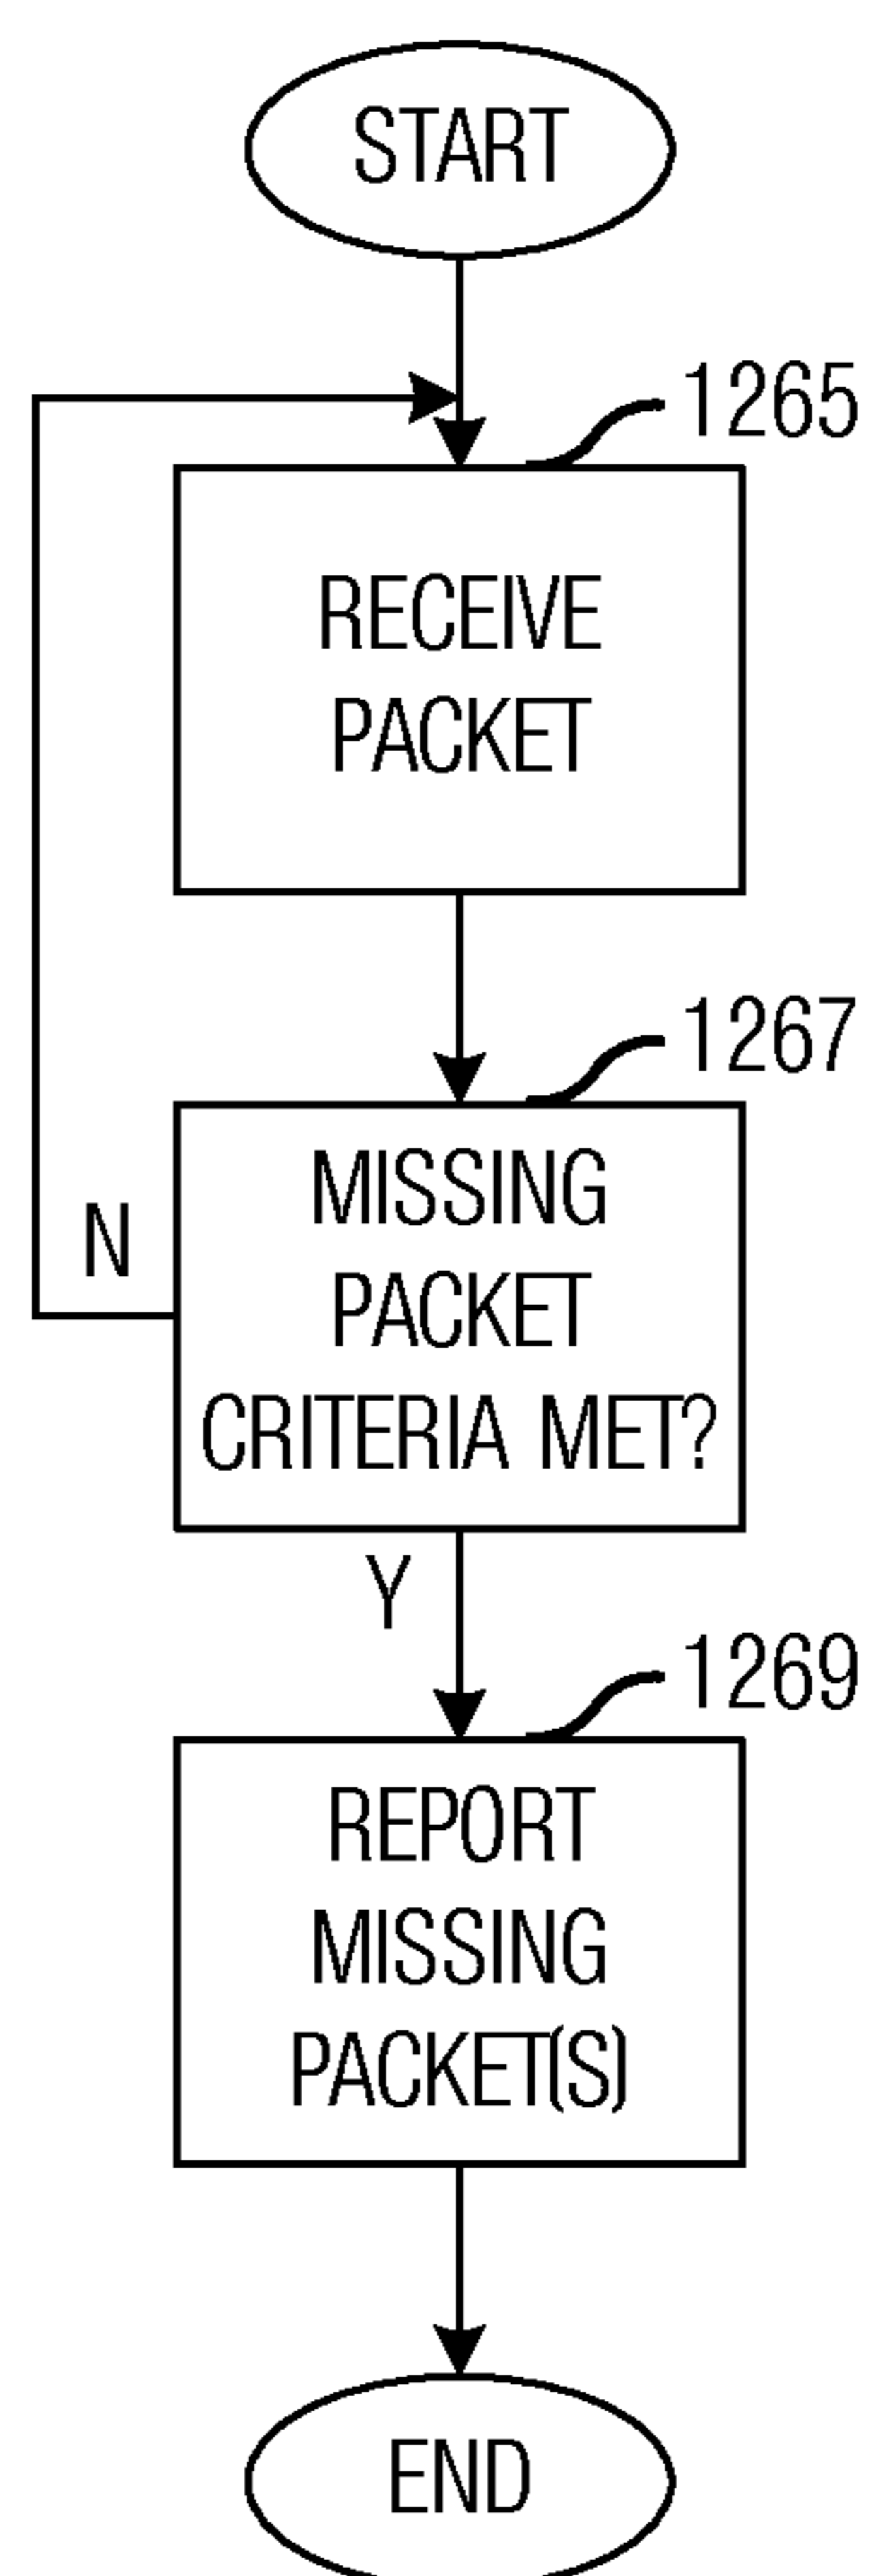 START
1265
RECEIVE
PACKET
1267
MISSING
PACKET
CRITERIA MET?
N
Y
1269
REPORT
MISSING
PACKET(S)
END